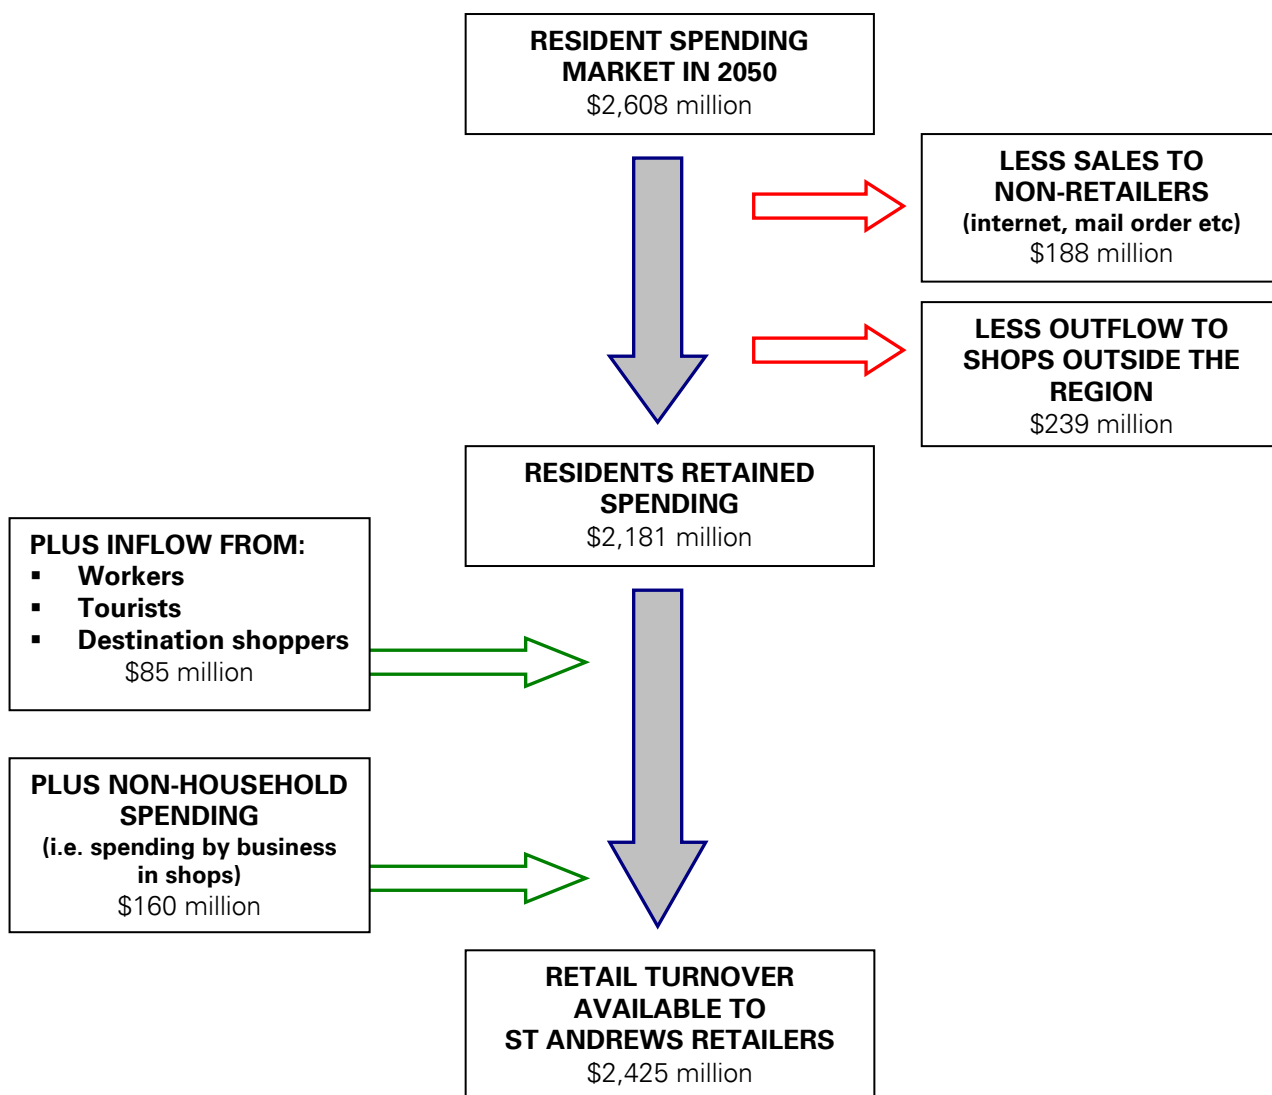 RESIDENT SPENDING
MARKET IN 2050
$2,608 million
LESS SALES TO
NON-RETAILERS
(internet, mail order etc)
$188 million
LESS OUTFLOW TO
SHOPS OUTSIDE THE
REGION
$239 million
RESIDENTS RETAINED
SPENDING
$2,181 million
PLUS INFLOW FROM:
▪ Workers
▪ Tourists
▪ Destination shoppers
$85 million
PLUS NON-HOUSEHOLD
SPENDING
(i.e. spending by business
in shops)
$160 million
RETAIL TURNOVER
AVAILABLE TO
ST ANDREWS RETAILERS
$2,425 million